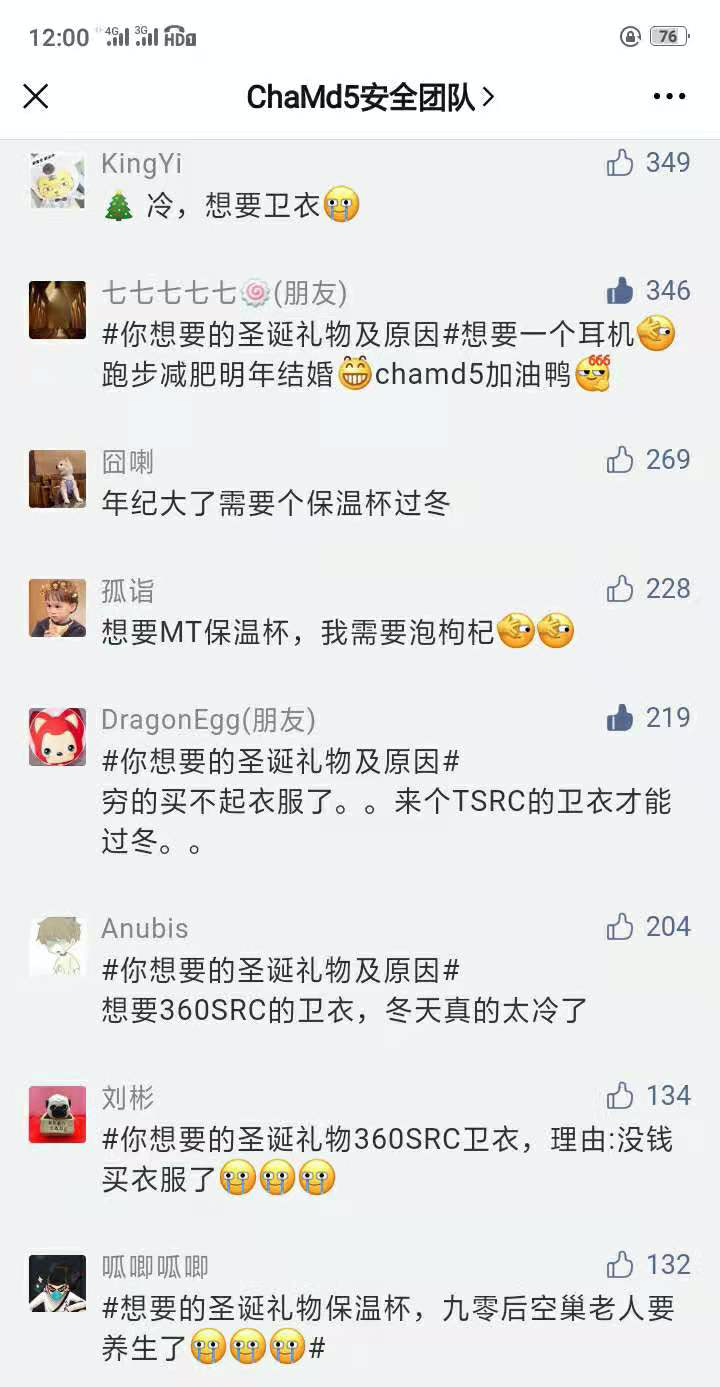 12:00 4G 3G HD1 76
ChaMd5安全团队
KingYi 349
🎄 冷，想要卫衣😭
七七七七七🍥(朋友) 346
#你想要的圣诞礼物及原因#想要一个耳机
跑步减肥明年结婚😁chamd5加油鸭666
囧喇 269
年纪大了需要个保温杯过冬
孤诣 228
想要MT保温杯，我需要泡枸杞
DragonEgg(朋友) 219
#你想要的圣诞礼物及原因#
穷的买不起衣服了。。来个TSRC的卫衣才能
过冬。。
Anubis 204
#你想要的圣诞礼物及原因#
想要360SRC的卫衣，冬天真的太冷了
刘彬 134
#你想要的圣诞礼物360SRC卫衣，理由:没钱
买衣服了😭😭😭
呱唧呱唧 132
#想要的圣诞礼物保温杯，九零后空巢老人要
养生了😭😭😭#